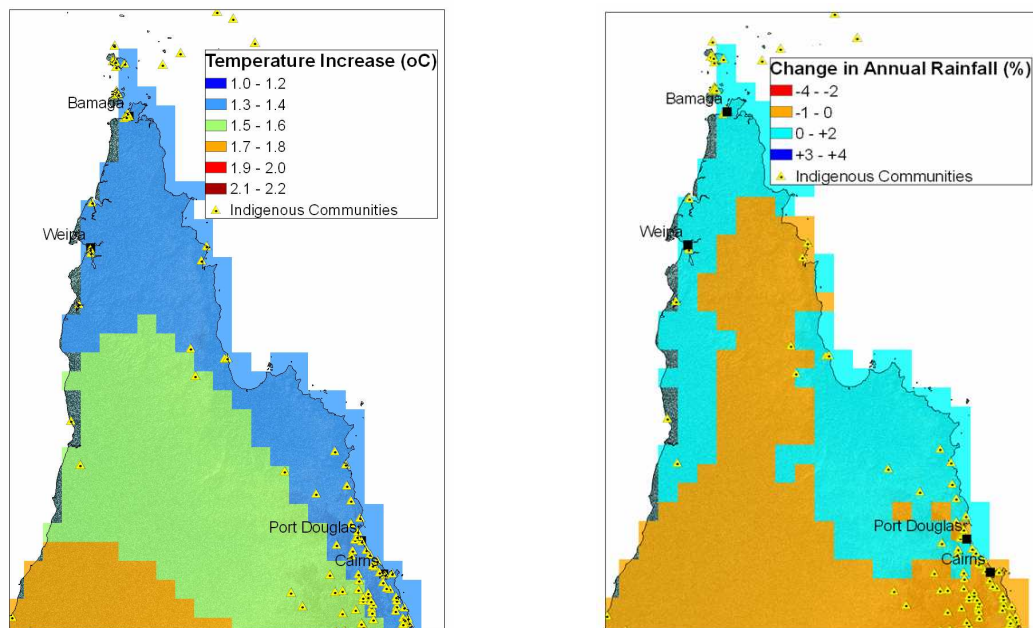 Temperature Increase (oC)
1.0 - 1.2
1.3 - 1.4
1.5 - 1.6
1.7 - 1.8
1.9 - 2.0
2.1 - 2.2
Indigenous Communities
Bamaga
Weipa
Port Douglas
Cairns
Change in Annual Rainfall (%)
-4 - -2
-1 - 0
0 - +2
+3 - +4
Indigenous Communities
Bamaga
Weipa
Port Douglas
Cairns